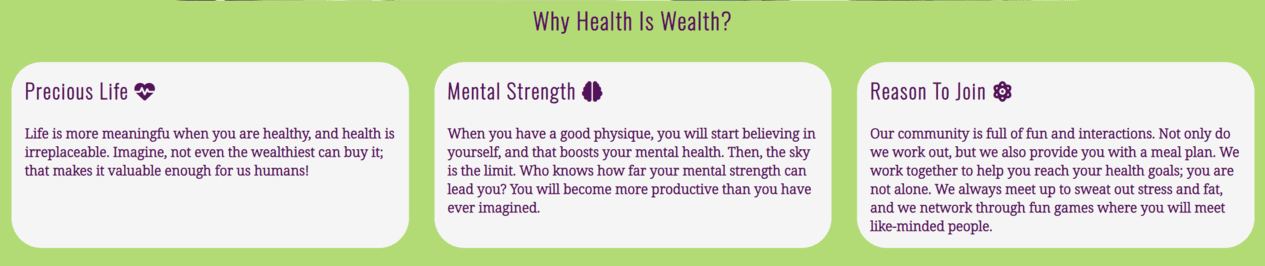 Why Health Is Wealth?
Precious Life
Life is more meaningfu when you are healthy, and health is
irreplaceable. Imagine, not even the wealthiest can buy it;
that makes it valuable enough for us humans!
Mental Strength
When you have a good physique, you will start believing in
yourself, and that boosts your mental health. Then, the sky
is the limit. Who knows how far your mental strength can
lead you? You will become more productive than you have
ever imagined.
Reason To Join
Our community is full of fun and interactions. Not only do
we work out, but we also provide you with a meal plan. We
work together to help you reach your health goals; you are
not alone. We always meet up to sweat out stress and fat,
and we network through fun games where you will meet
like-minded people.